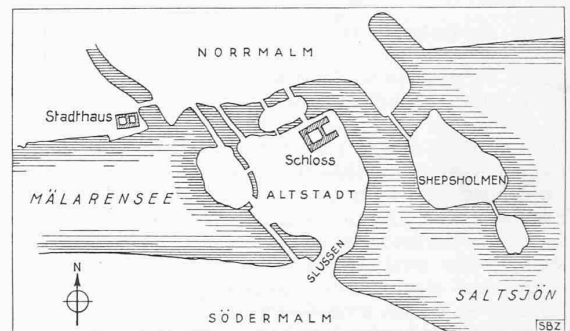 NORRMALM
Stadthaus
Schloss
SHEPSHOLMEN
MÄLARENSEE
ALTSTADT
SLUSSEN
N
SALTSJÖN
SÖDERMALM
SBZ